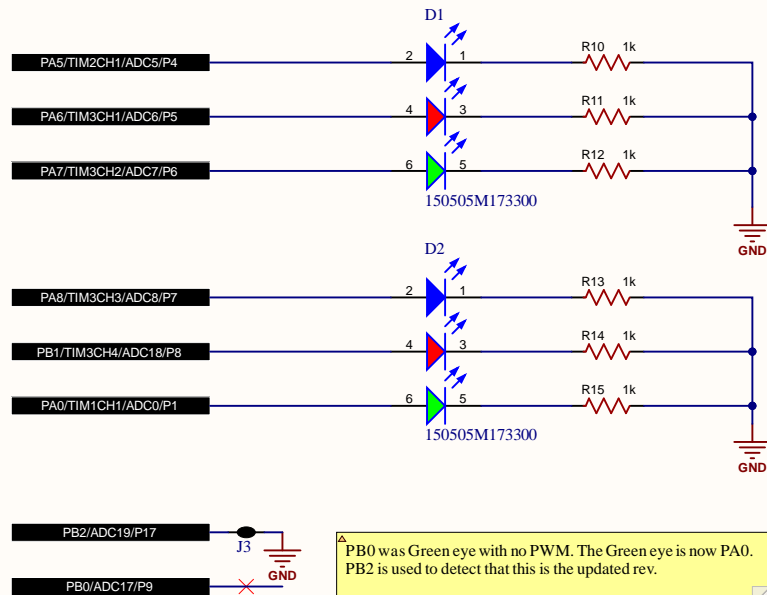 D1
PA5/TIM2CH1/ADC5/P4 2 1 R10 1k
PA6/TIM3CH1/ADC6/P5 4 3 R11 1k
PA7/TIM3CH2/ADC7/P6 6 5 R12 1k
150505M173300
GND
D2
PA8/TIM3CH3/ADC8/P7 2 1 R13 1k
PB1/TIM3CH4/ADC18/P8 4 3 R14 1k
PA0/TIM1CH1/ADC0/P1 6 5 R15 1k
150505M173300
GND
PB2/ADC19/P17
J3
GND
PB0/ADC17/P9
PB0 was Green eye with no PWM. The Green eye is now PA0.
PB2 is used to detect that this is the updated rev.